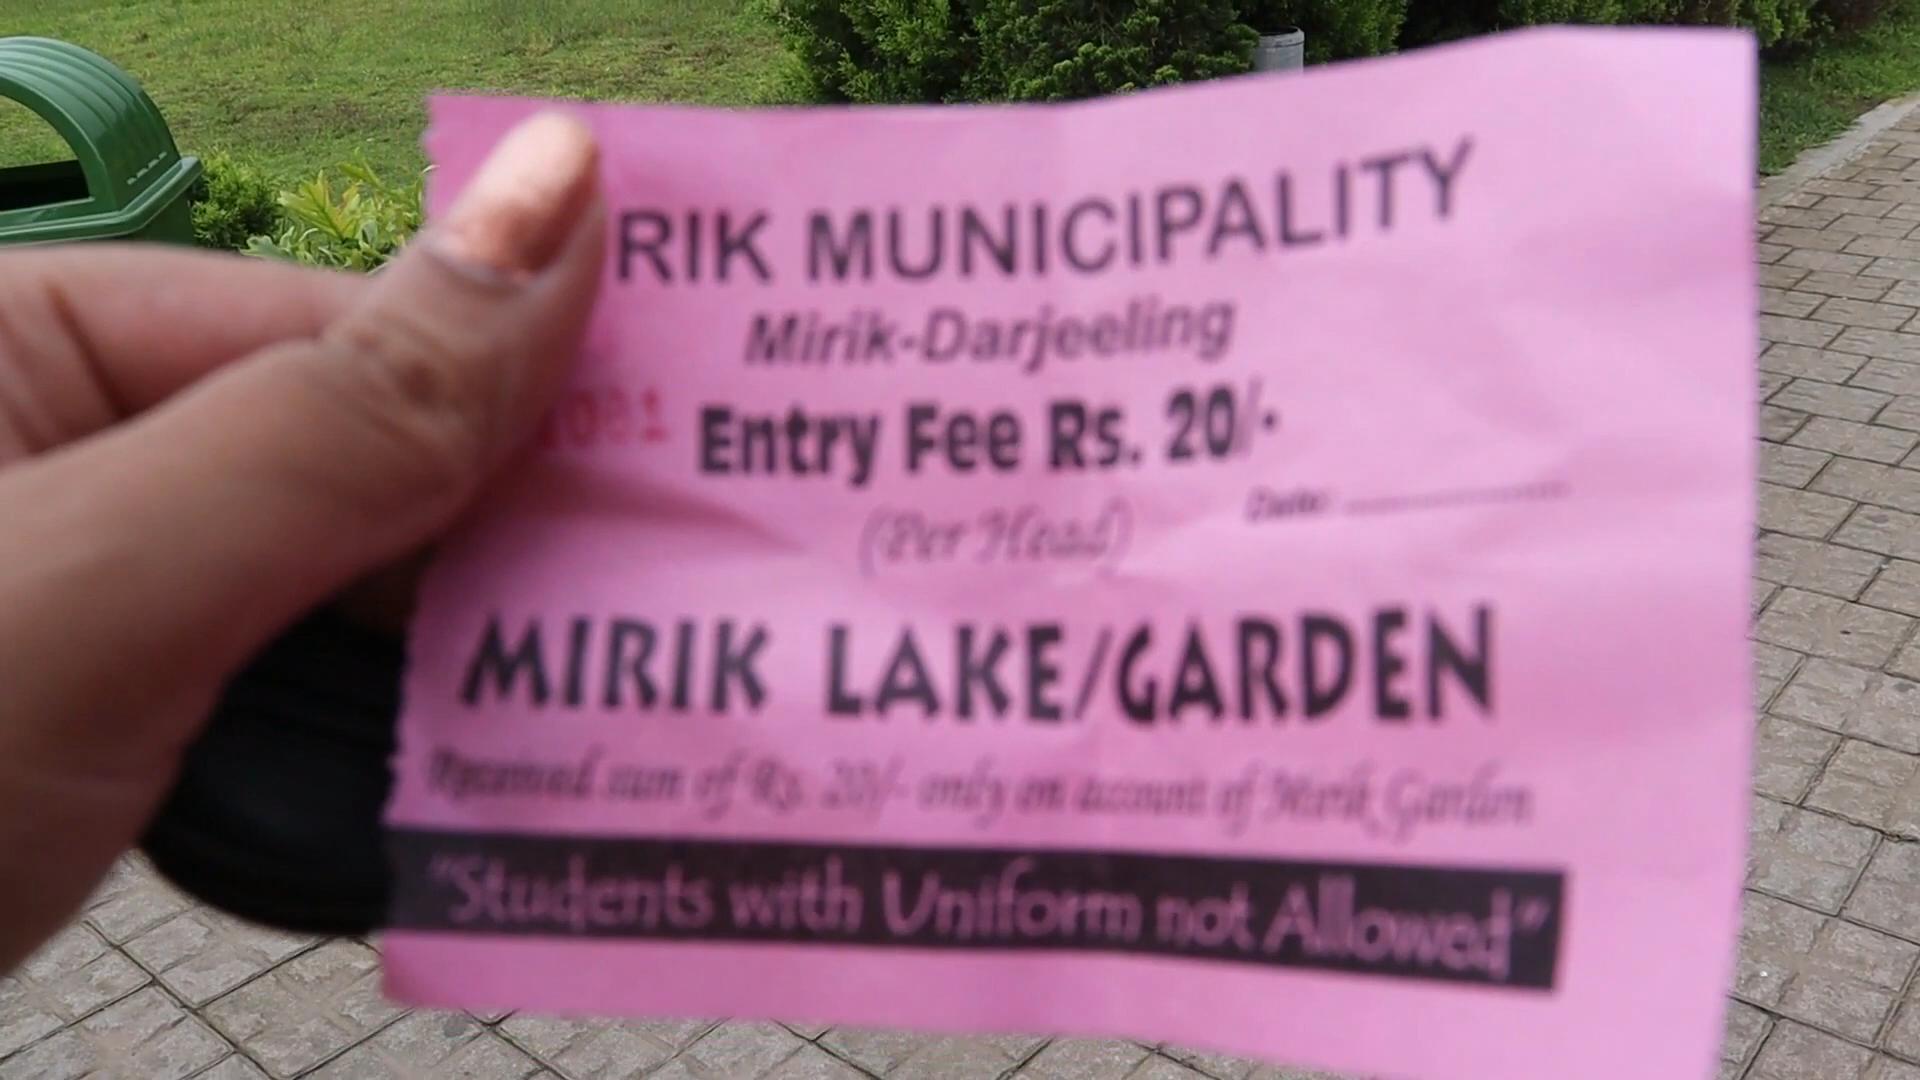 RIK MUNICIPALITY
Mirik-Darjeeling
Entry Fee Rs. 20/-
(Per Head)
Date:
MIRIK LAKE/GARDEN
Received sum of Rs. 20/- only on account of Mirik Garden
"Students with Uniform not Allowed"